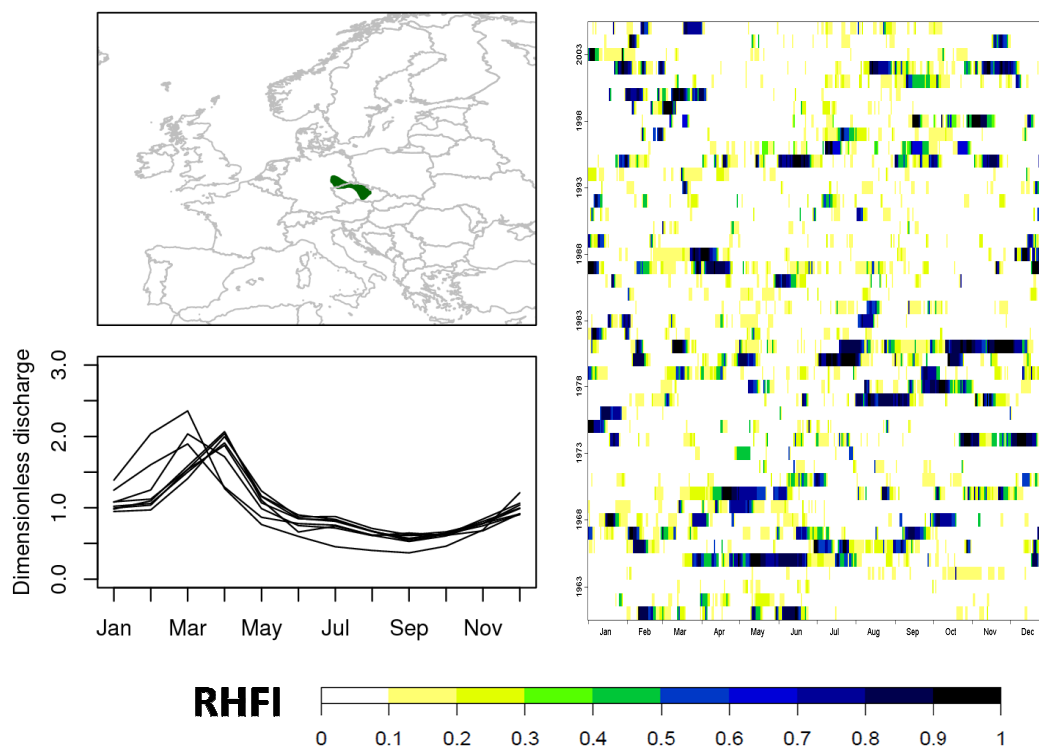 2003
1998
1993
1988
1983
1978
1973
1968
1963
Jan Feb Mar Apr May Jun Jul Aug Sep Oct Nov Dec
Dimensionless discharge
3.0
2.0
1.0
0.0
Jan Mar May Jul Sep Nov
RHFI
0 0.1 0.2 0.3 0.4 0.5 0.6 0.7 0.8 0.9 1